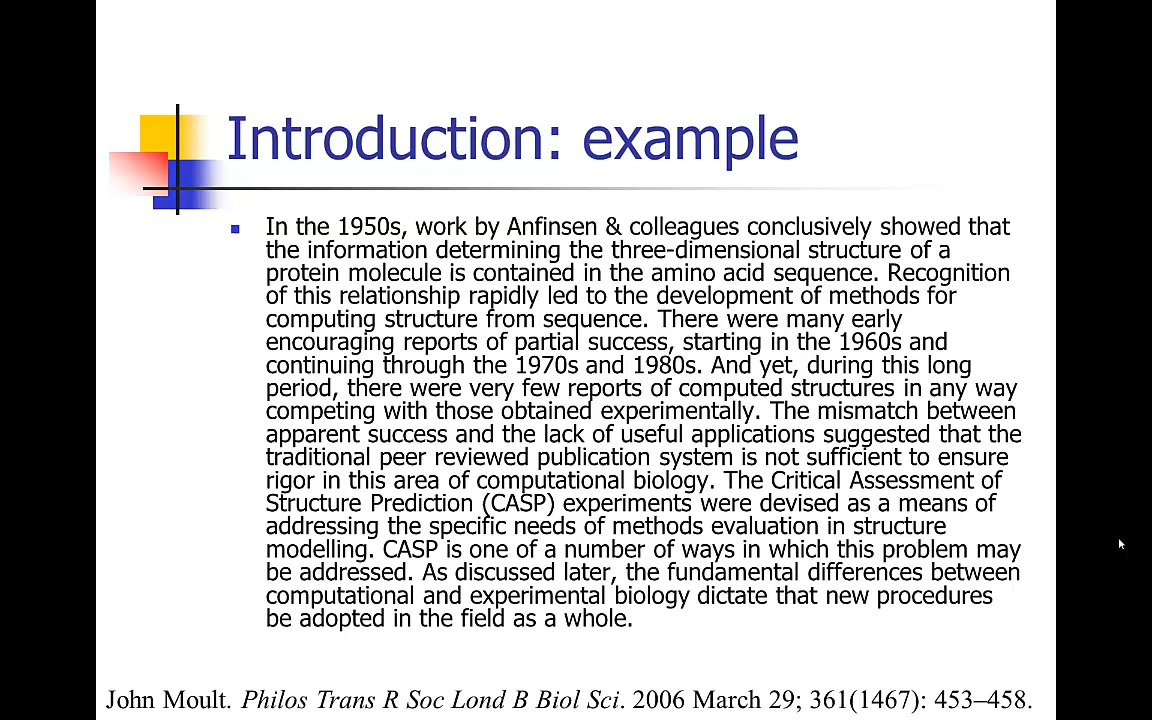 Introduction: example
In the 1950s, work by Anfinsen & colleagues conclusively showed that
the information determining the three-dimensional structure of a
protein molecule is contained in the amino acid sequence. Recognition
of this relationship rapidly led to the development of methods for
computing structure from sequence. There were many early
encouraging reports of partial success, starting in the 1960s and
continuing through the 1970s and 1980s. And yet, during this long
period, there were very few reports of computed structures in any way
competing with those obtained experimentally. The mismatch between
apparent success and the lack of useful applications suggested that the
traditional peer reviewed publication system is not sufficient to ensure
rigor in this area of computational biology. The Critical Assessment of
Structure Prediction (CASP) experiments were devised as a means of
addressing the specific needs of methods evaluation in structure
modelling. CASP is one of a number of ways in which this problem may
be addressed. As discussed later, the fundamental differences between
computational and experimental biology dictate that new procedures
be adopted in the field as a whole.
John Moult. Philos Trans R Soc Lond B Biol Sci. 2006 March 29; 361(1467): 453–458.